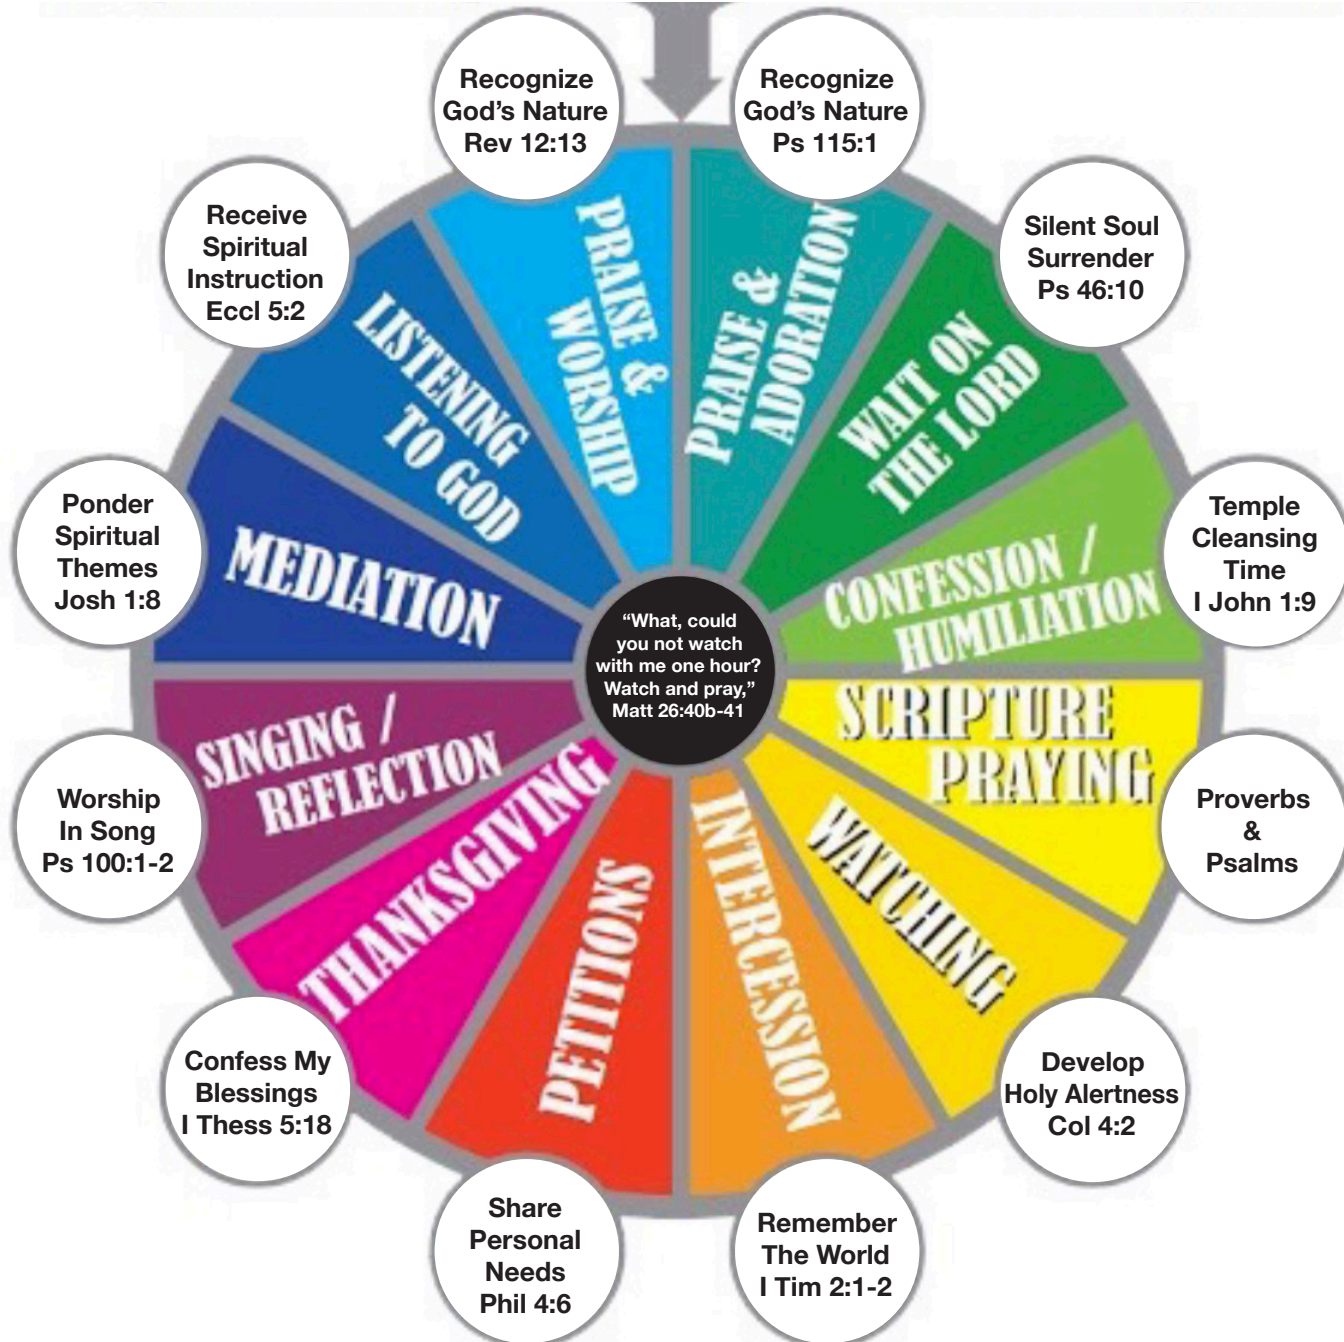 Recognize
God’s Nature
Ps 115:1
PRAISE &
ADORATION
Silent Soul
Surrender
Ps 46:10
WAIT ON
THE LORD
Temple
Cleansing
Time
I John 1:9
CONFESSION /
HUMILIATION
Proverbs
&
Psalms
SCRIPTURE
PRAYING
Develop
Holy Alertness
Col 4:2
WATCHING
Remember
The World
I Tim 2:1-2
INTERCESSION
Share
Personal
Needs
Phil 4:6
PETITIONS
Confess My
Blessings
I Thess 5:18
THANKSGIVING
Worship
In Song
Ps 100:1-2
SINGING /
REFLECTION
Ponder
Spiritual
Themes
Josh 1:8
MEDIATION
Receive
Spiritual
Instruction
Eccl 5:2
LISTENING
TO GOD
Recognize
God’s Nature
Rev 12:13
PRAISE &
WORSHIP
“What, could
you not watch
with me one hour?
Watch and pray,”
Matt 26:40b-41